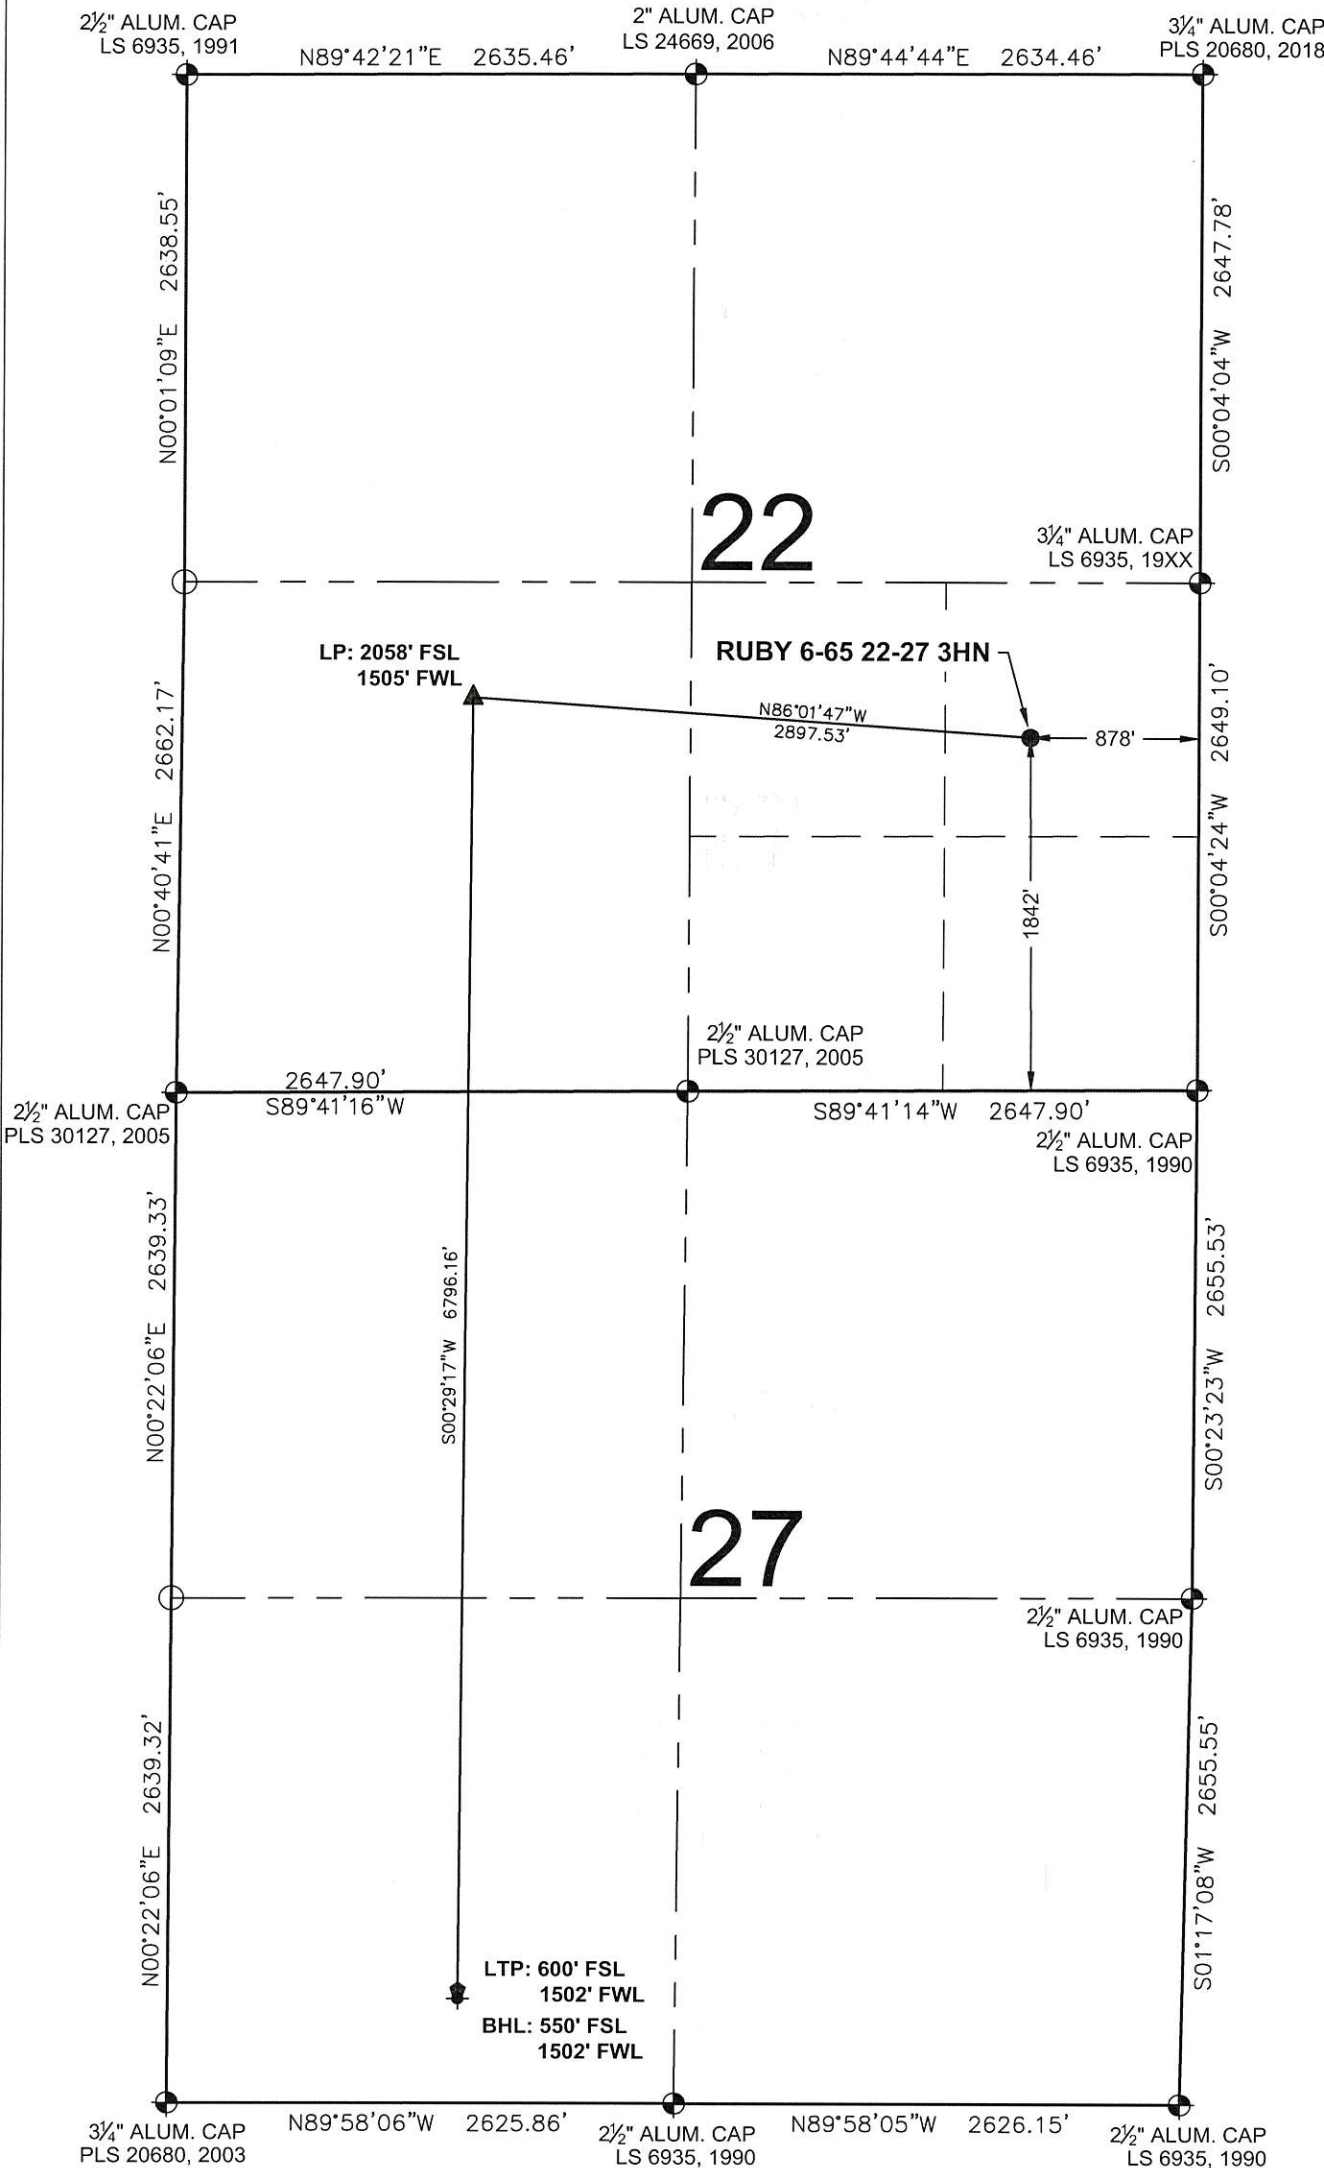 2½" ALUM. CAP
LS 6935, 1991
2" ALUM. CAP
LS 24669, 2006
3¼" ALUM. CAP
PLS 20680, 2018
N89°42'21"E 2635.46'
N89°44'44"E 2634.46'
N00°01'09"E 2638.55'
S00°04'04"W 2647.78'
22
3¼" ALUM. CAP
LS 6935, 19XX
LP: 2058' FSL
1505' FWL
RUBY 6-65 22-27 3HN
N86°01'47"W
2897.53'
878'
N00°40'41"E 2662.17'
S00°04'24"W 2649.10'
1842'
2½" ALUM. CAP
PLS 30127, 2005
2647.90'
S89°41'16"W
S89°41'14"W 2647.90'
2½" ALUM. CAP
PLS 30127, 2005
2½" ALUM. CAP
LS 6935, 1990
N00°22'06"E 2639.33'
S00°29'17"W 6796.16'
S00°23'23"W 2655.53'
27
2½" ALUM. CAP
LS 6935, 1990
N00°22'06"E 2639.32'
S01°17'08"W 2655.55'
LTP: 600' FSL
1502' FWL
BHL: 550' FSL
1502' FWL
N89°58'06"W 2625.86'
N89°58'05"W 2626.15'
3¼" ALUM. CAP
PLS 20680, 2003
2½" ALUM. CAP
LS 6935, 1990
2½" ALUM. CAP
LS 6935, 1990